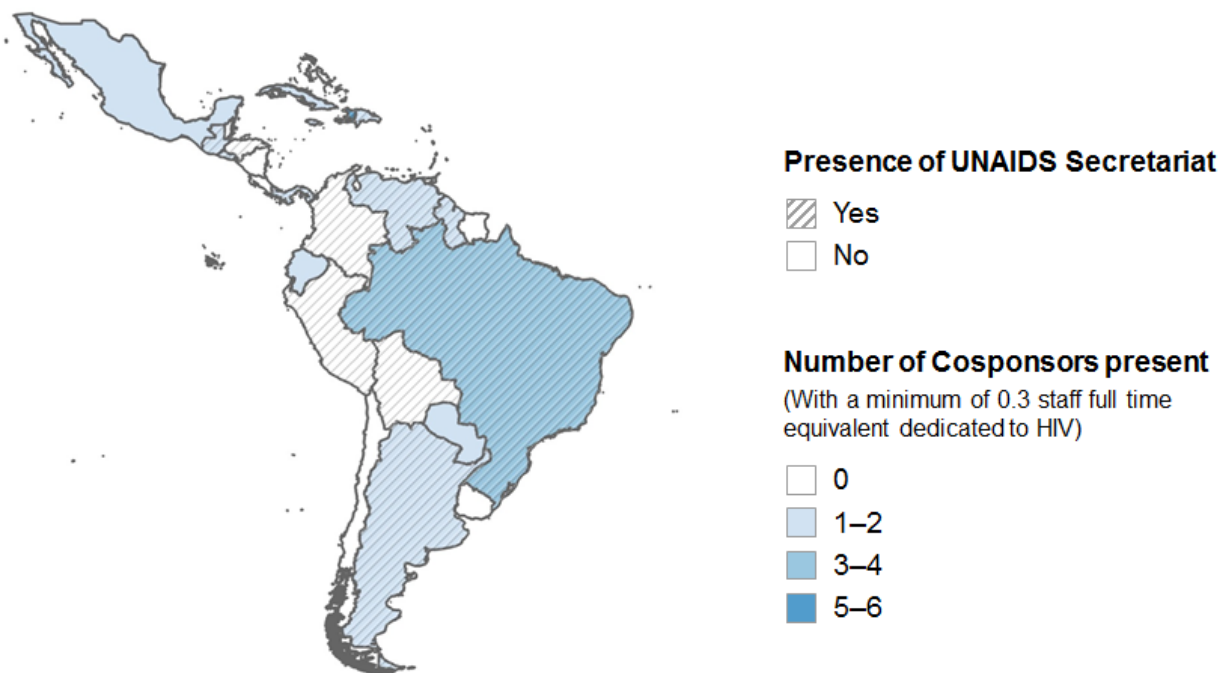 Presence of UNAIDS Secretariat
Yes
No
Number of Cosponsors present
(With a minimum of 0.3 staff full time
equivalent dedicated to HIV)
0
1–2
3–4
5–6